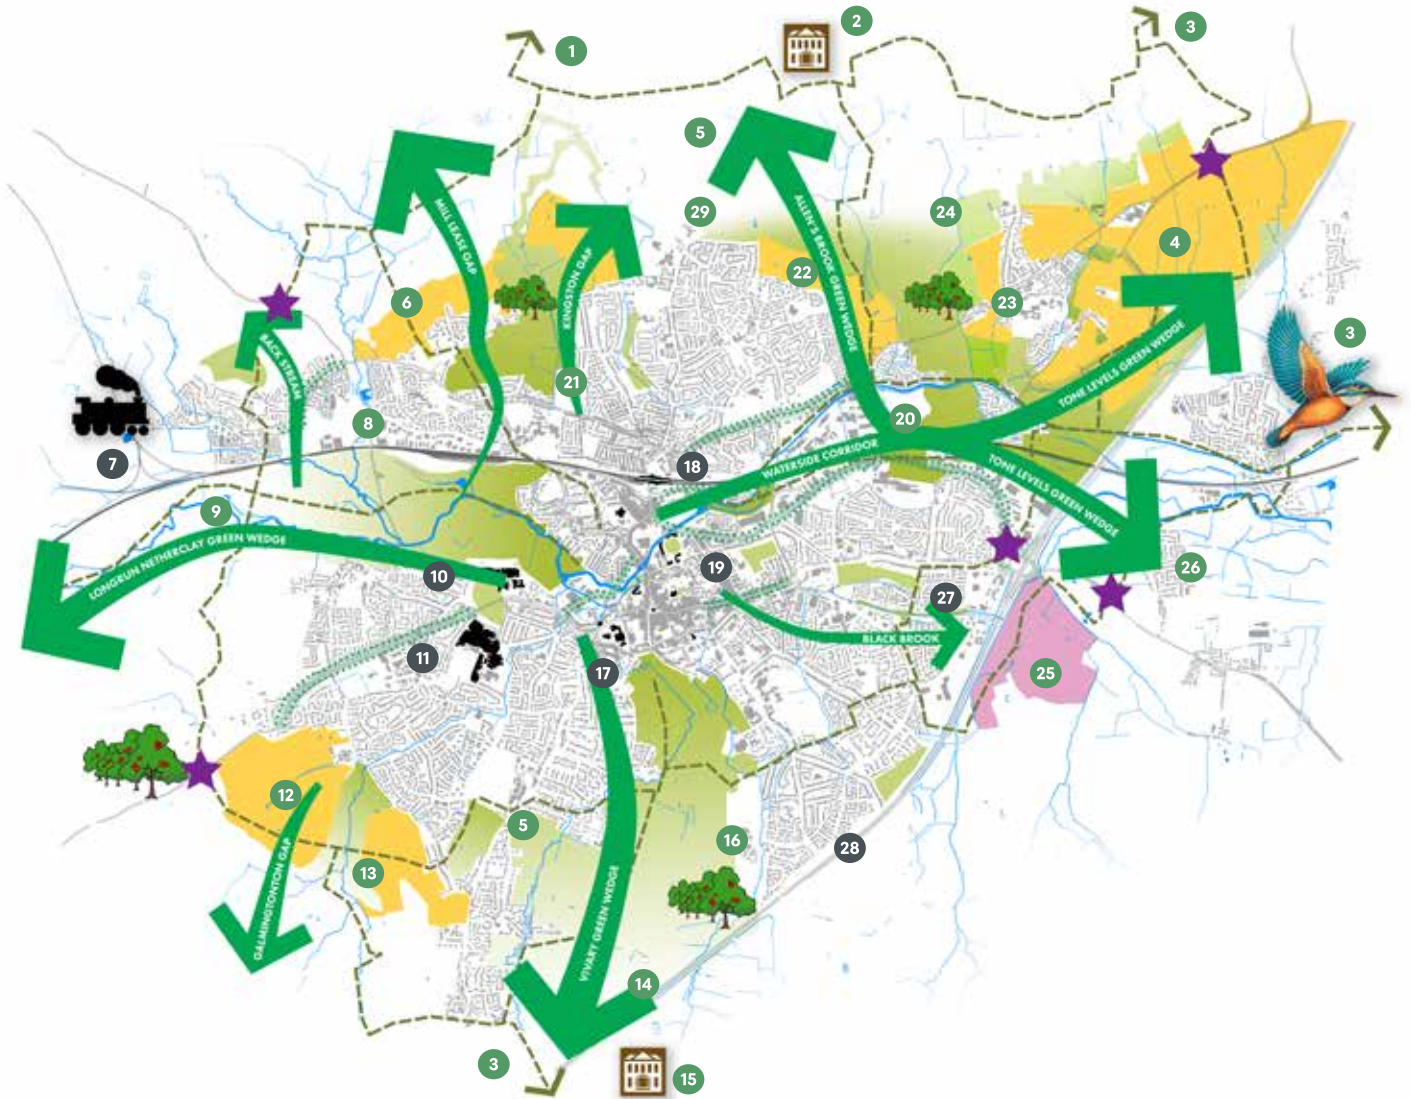 2
3
1
5
MILL LEASE GAP
29
ALLEN'S BROOK GREEN WEDGE
24
4
KINGSTON GAP
22
6
23
3
BACK STREAM
TONE LEVELS GREEN WEDGE
21
8
20
7
18
WATERSIDE CORRIDOR
TONE LEVELS GREEN WEDGE
9
LONGRUN NETHERCLAY GREEN WEDGE
10
19
26
27
BLACK BROOK
11
17
25
12
5
16
28
GALMINGTONTON GAP
13
VIVARY GREEN WEDGE
14
3
15